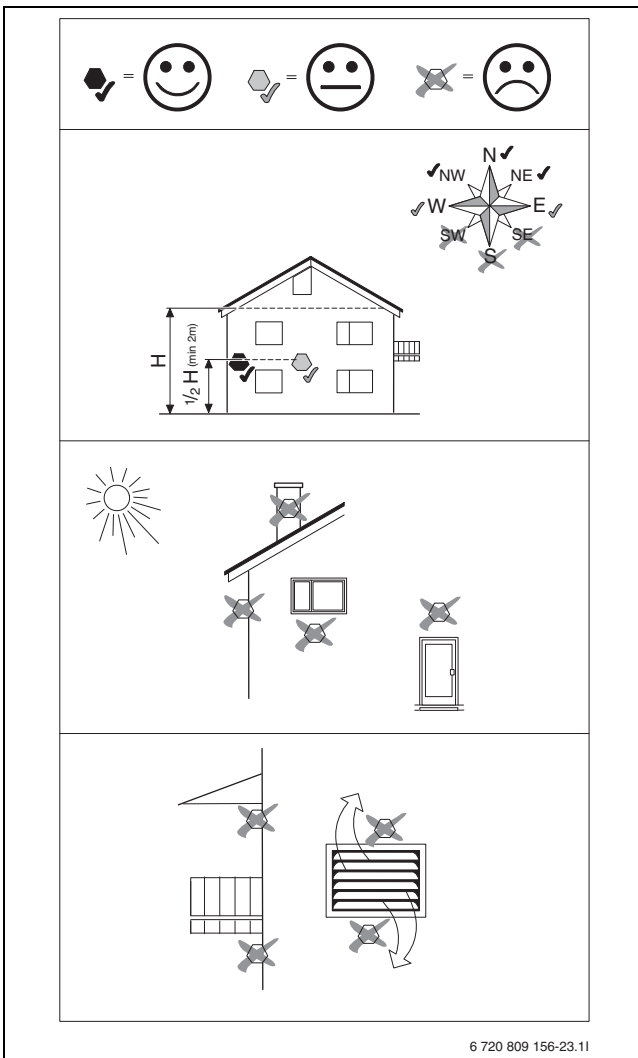 = = =
N
NW NE
W E
SW SE
S
H
1/2 H (min 2m)
6 720 809 156-23.1I